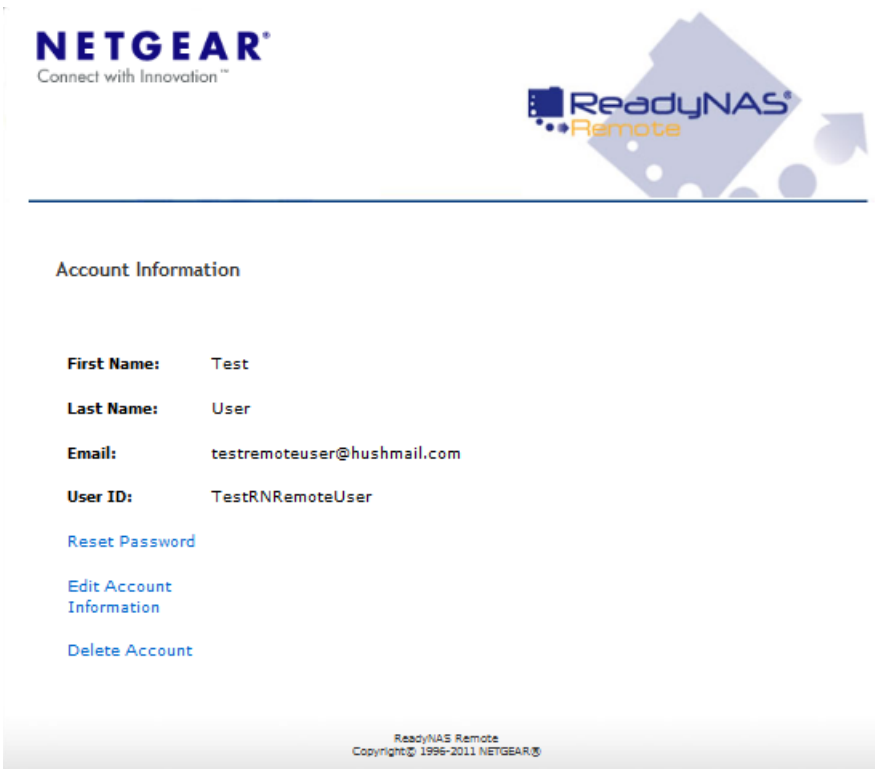 NETGEAR®
Connect with Innovation™
ReadyNAS®
Remote
Account Information
First Name: Test
Last Name: User
Email: testremoteuser@hushmail.com
User ID: TestRNRemoteUser
Reset Password
Edit Account
Information
Delete Account
ReadyNAS Remote
Copyright© 1996-2011 NETGEAR®